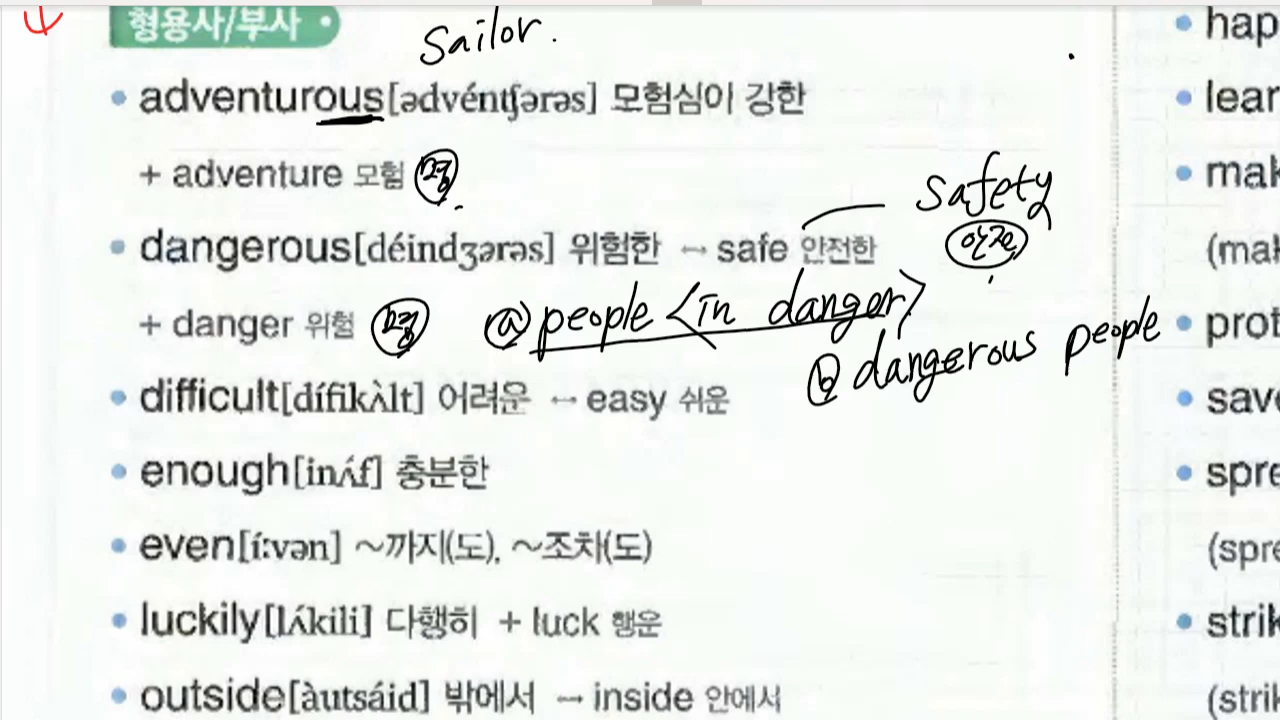 형용사/부사
sailor.
adventurous[ədvéntʃərəs] 모험심이 강한
+ adventure 모험 명
safety
dangerous[déindʒərəs] 위험한 ↔ safe 안전한 안전
+ danger 위험 명 ⓐ people <in danger>
ⓑ dangerous people
difficult[dífikʌ̀lt] 어려운 ↔ easy 쉬운
enough[inʌ́f] 충분한
even[íːvən] ~까지(도), ~조차(도)
luckily[lʌ́kili] 다행히 + luck 행운
outside[àutsáid] 밖에서 ↔ inside 안에서
hap
lear
mak
(mak
prot
save
spre
(spre
strik
(strik